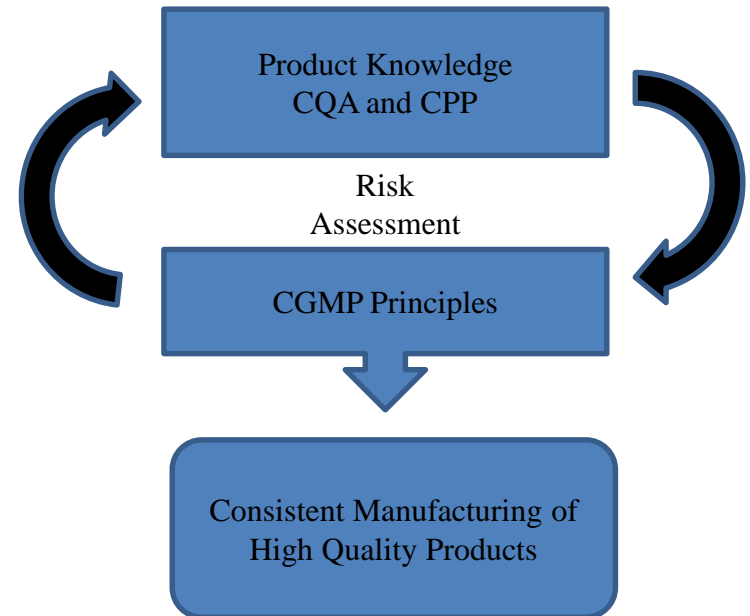 Product Knowledge
CQA and CPP
Risk
Assessment
CGMP Principles
Consistent Manufacturing of
High Quality Products